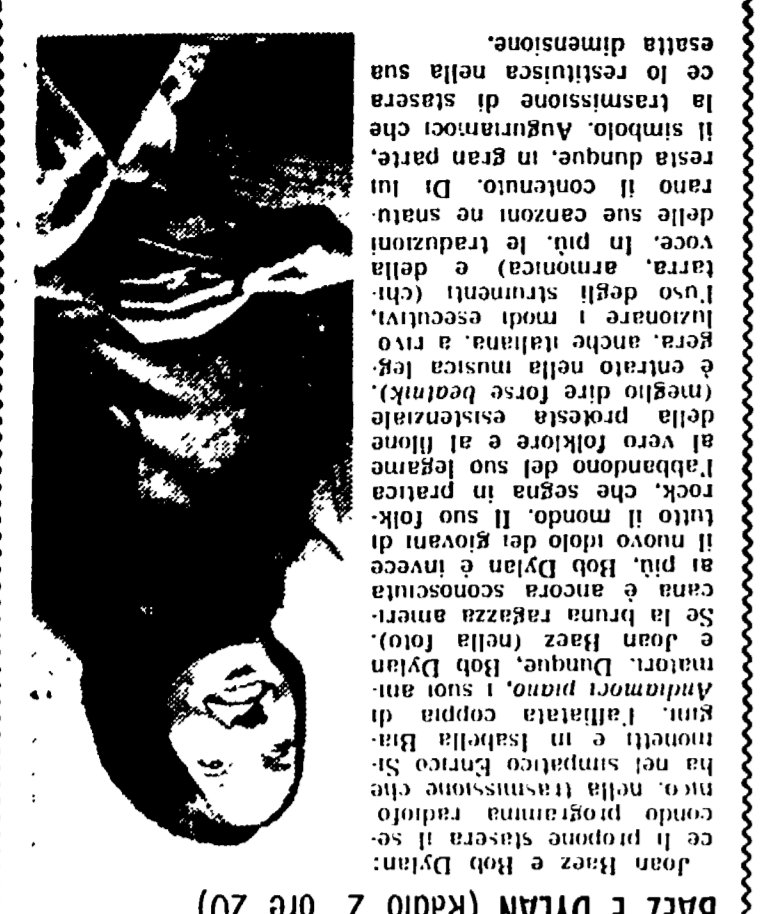 BAEZ E DYLAN (Radio 2 ore 20)
Joan Baez e Bob Dylan:
ce li propone stasera il se-
condo programma radiofo
nico. nella trasmissione che
ha nel simpatico Enrico Si-
monetti e in Isabella Bia-
gini. l'affiatata coppia di
Andiamoci piano, i suoi ani-
matori. Dunque, Bob Dylan
e Joan Baez (nella foto).
Se la bruna ragazza ameri-
cana è ancora sconosciuta
ai più. Bob Dylan è invece
il nuovo idolo dei giovani di
tutto il mondo. Il suo folk-
rock, che segna in pratica
l'abbandono del suo legame
al vero folklore e al filone
della protesta esistenziale
(meglio dire forse beatnik).
è entrato nella musica leg-
gera. anche italiana. a rivo
luzionare i modi esecutivi,
l'uso degli strumenti (chi-
tarra, armonica) e della
voce. In più. le traduzioni
delle sue canzoni ne snatu-
rano il contenuto. Di lui
resta dunque. in gran parte,
il simbolo. Auguriamoci che
la trasmissione di stasera
ce lo restituisca nella sua
esatta dimensione.